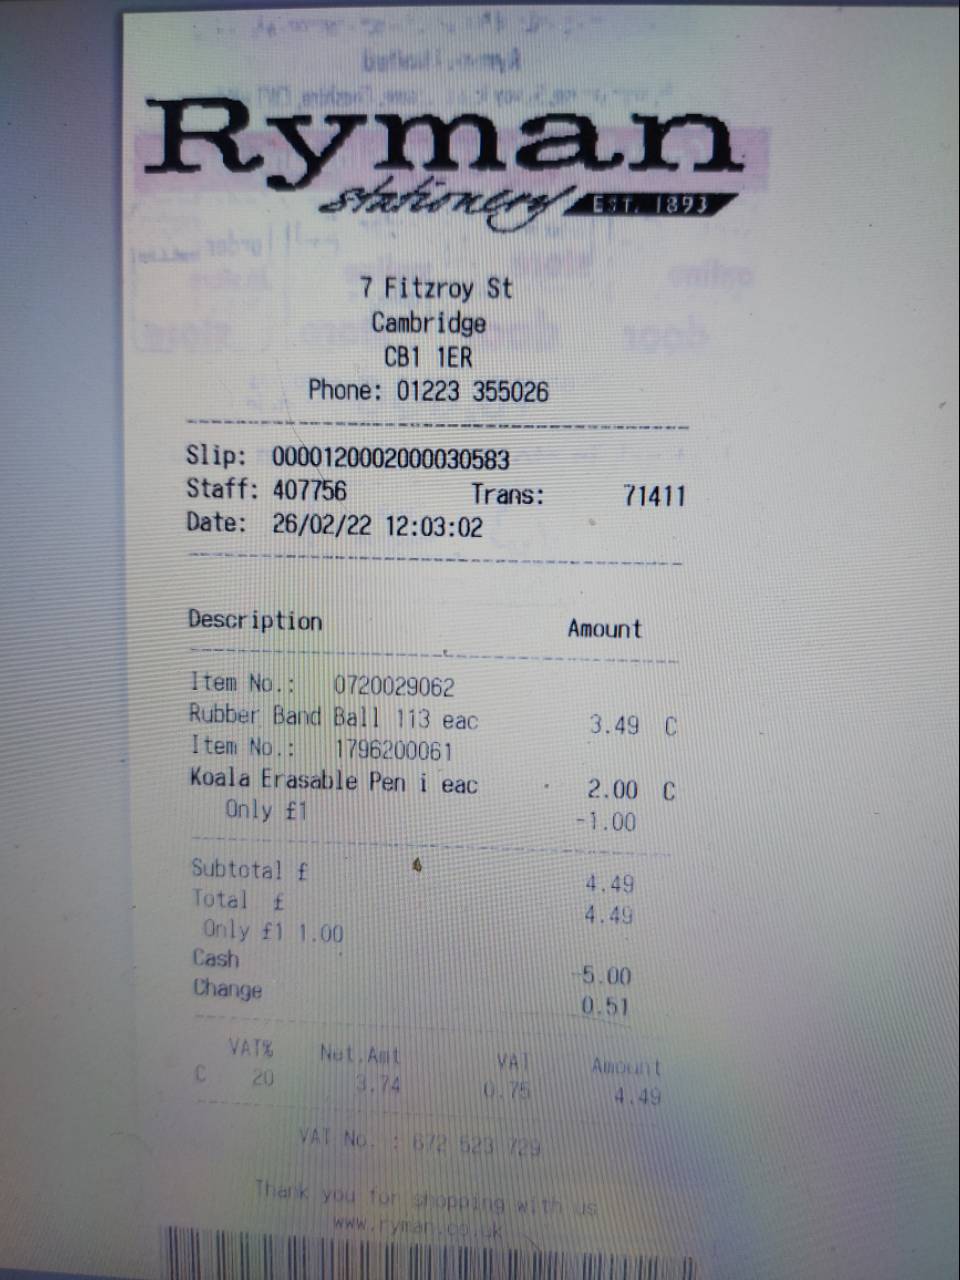 Ryman
stationery EST. 1893
7 Fitzroy St
Cambridge
CB1 1ER
Phone: 01223 355026
Slip: 0000120002000030583
Staff: 407756 Trans: 71411
Date: 26/02/22 12:03:02
Description Amount
Item No.: 0720029062
Rubber Band Ball 113 eac 3.49 C
Item No.: 1796200061
Koala Erasable Pen i eac 2.00 C
Only £1 -1.00
Subtotal £ 4.49
Total £ 4.49
Only £1 1.00
Cash -5.00
Change 0.51
VAT% Net.Amt VAT Amount
C 20 3.74 0.75 4.49
VAT No. : 672 523 729
Thank you for shopping with us
www.ryman.co.uk